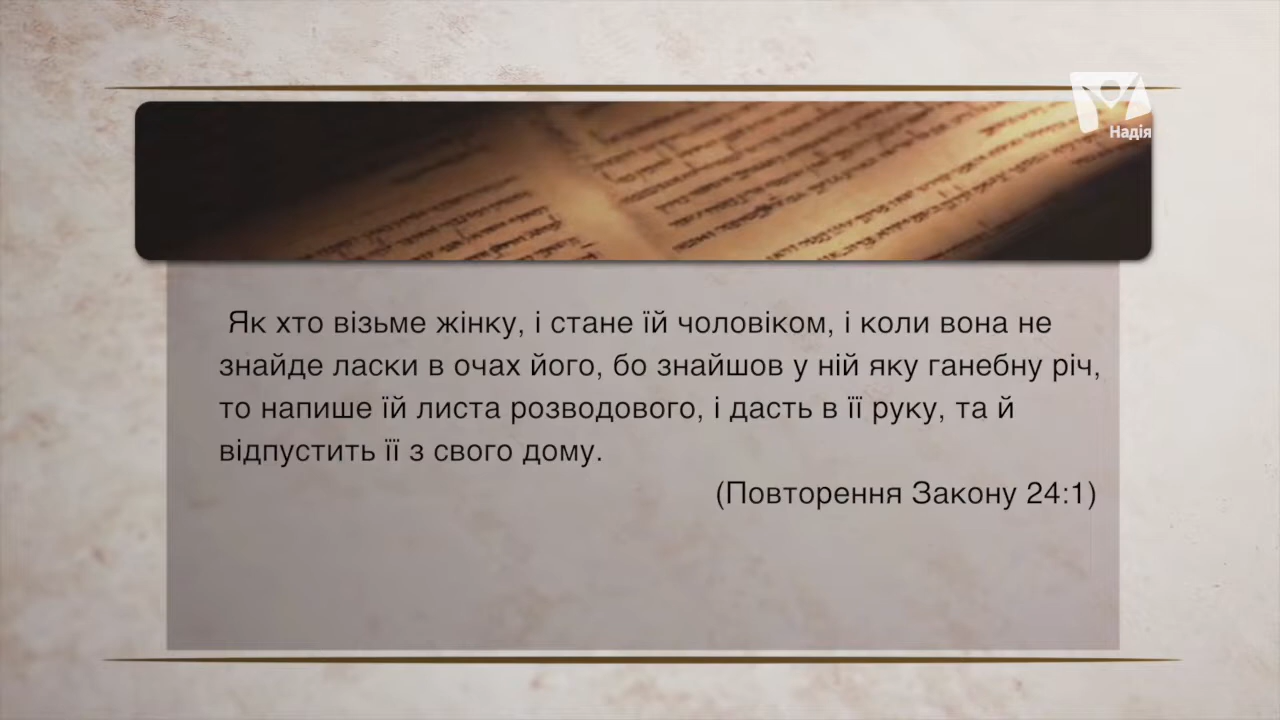 Надія
Як хто візьме жінку, і стане їй чоловіком, і коли вона не
знайде ласки в очах його, бо знайшов у ній яку ганебну річ,
то напише їй листа розводового, і дасть в її руку, та й
відпустить її з свого дому.
(Повторення Закону 24:1)